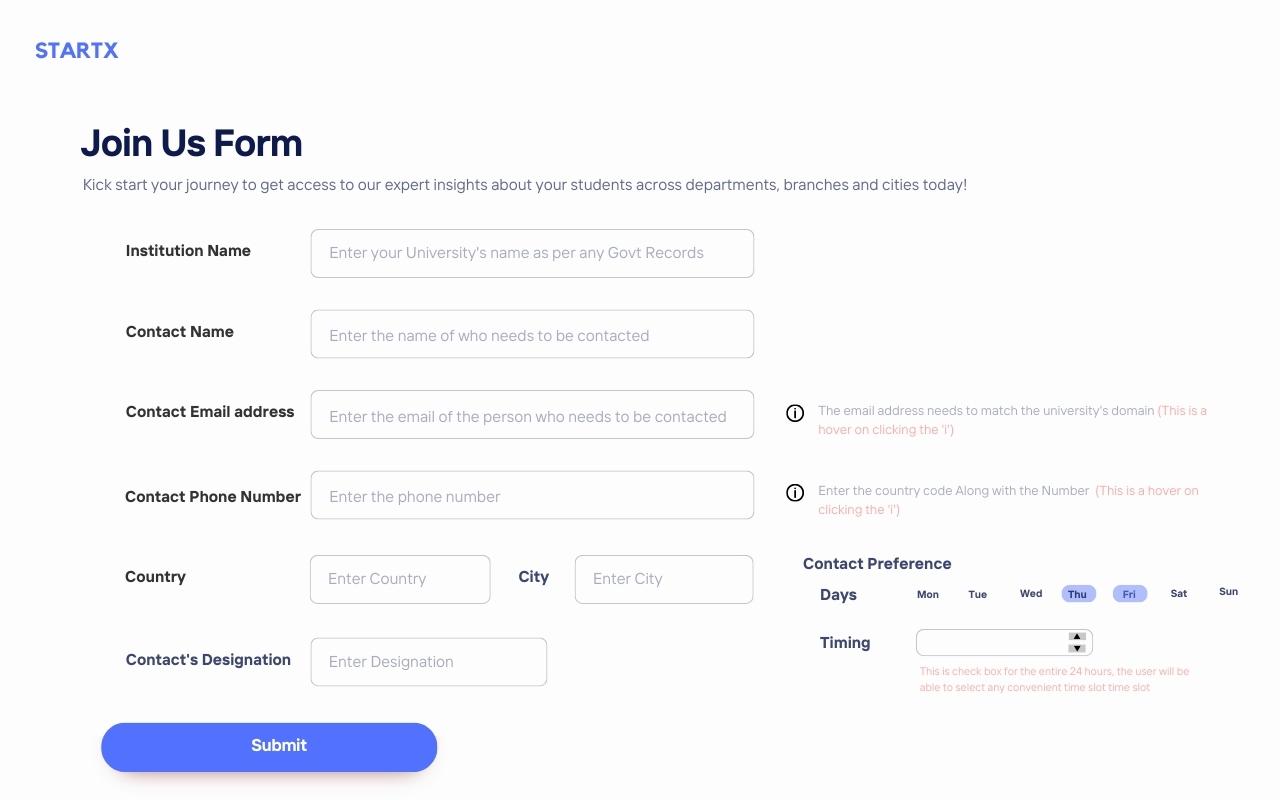 STARTX
Join Us Form
Kick start your journey to get access to our expert insights about your students across departments, branches and cities today!
Institution Name
Enter your University's name as per any Govt Records
Contact Name
Enter the name of who needs to be contacted
Contact Email address
Enter the email of the person who needs to be contacted
The email address needs to match the university's domain (This is a
hover on clicking the 'i')
Contact Phone Number
Enter the phone number
Enter the country code Along with the Number (This is a hover on
clicking the 'i')
Country
Enter Country
City
Enter City
Contact Preference
Days
Mon Tue Wed Thu Fri Sat Sun
Timing
This is check box for the entire 24 hours, the user will be
able to select any convenient time slot time slot
Contact's Designation
Enter Designation
Submit